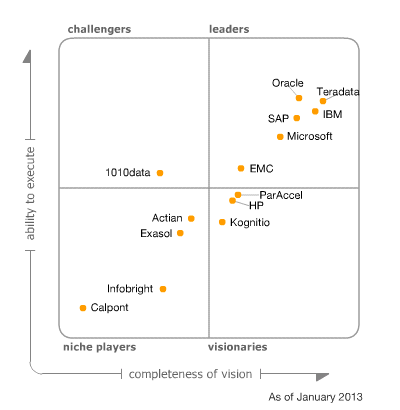 challengers
leaders
Oracle
Teradata
SAP
IBM
Microsoft
1010data
EMC
ParAccel
HP
Actian
Kognitio
Exasol
Infobright
Calpont
niche players
visionaries
ability to execute
completeness of vision
As of January 2013